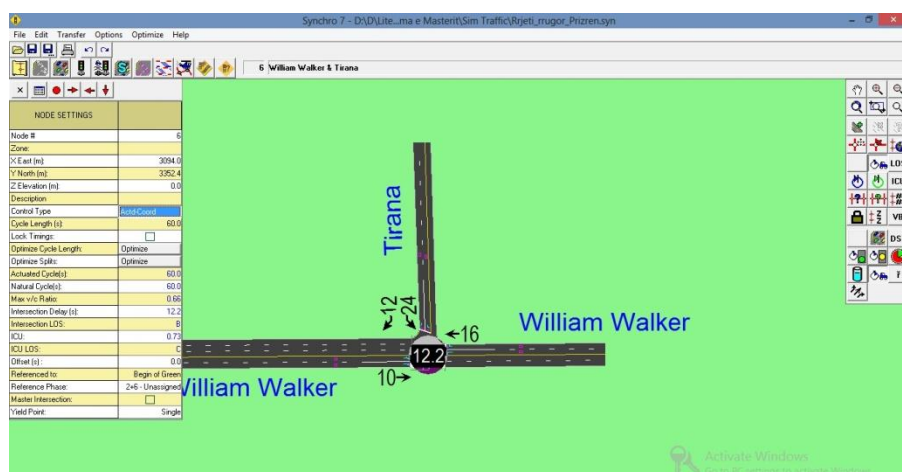 Synchro 7 - D:\D\Lite...ma e Masterit\Sim Traffic\Rrjeti_rrugor_Prizren.syn
File Edit Transfer Options Optimize Help
6 William Walker & Tirana
NODE SETTINGS
Node # 6
Zone:
X East (m): 3094.0
Y North (m): 3352.4
Z Elevation (m): 0.0
Description
Control Type Actd-Coord
Cycle Length (s): 60.0
Lock Timings:
Optimize Cycle Length: Optimize
Optimize Splits: Optimize
Actuated Cycle(s): 60.0
Natural Cycle(s): 60.0
Max v/c Ratio: 0.66
Intersection Delay (s): 12.2
Intersection LOS: B
ICU: 0.73
ICU LOS: C
Offset (s) : 0.0
Referenced to: Begin of Green
Reference Phase: 2+6 - Unassigned
Master Intersection:
Yield Point: Single
Tirana
12
24
16
William Walker
12.2
10
William Walker
LOS
ICU
DS
Activate Windows